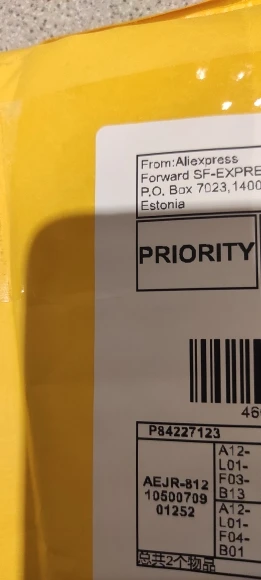 From:Aliexpress
Forward SF-EXPRE
P.O. Box 7023,1400
Estonia
PRIORITY
46
P84227123
AEJR-812
10500709
01252
A12-
L01-
F03-
B13
A12-
L01-
F04-
B01
总共2个物品